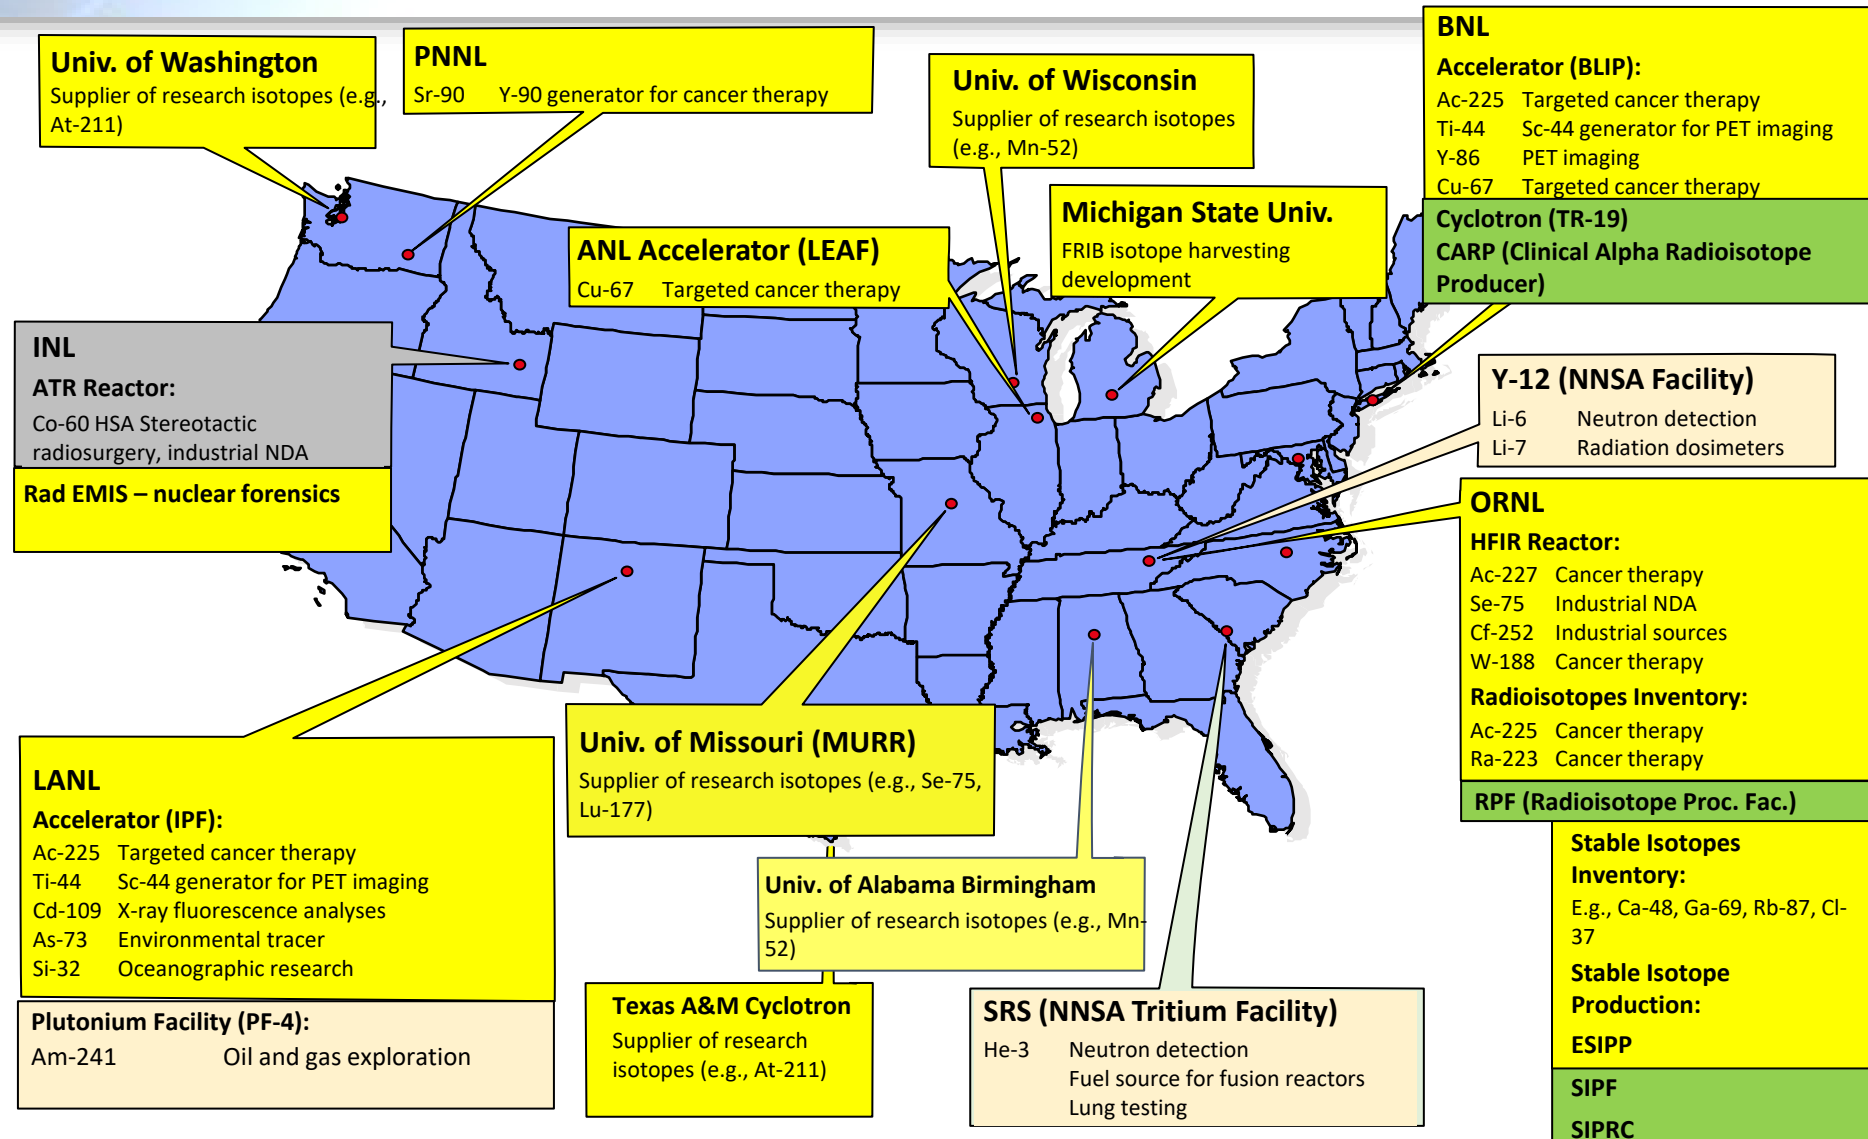 Univ. of Washington
Supplier of research isotopes (e.g.,
At-211)
PNNL
Sr-90 Y-90 generator for cancer therapy
Univ. of Wisconsin
Supplier of research isotopes
(e.g., Mn-52)
BNL
Accelerator (BLIP):
Ac-225 Targeted cancer therapy
Ti-44 Sc-44 generator for PET imaging
Y-86 PET imaging
Cu-67 Targeted cancer therapy
Cyclotron (TR-19)
CARP (Clinical Alpha Radioisotope
Producer)
Michigan State Univ.
FRIB isotope harvesting
development
ANL Accelerator (LEAF)
Cu-67 Targeted cancer therapy
INL
ATR Reactor:
Co-60 HSA Stereotactic
radiosurgery, industrial NDA
Rad EMIS – nuclear forensics
Y-12 (NNSA Facility)
Li-6 Neutron detection
Li-7 Radiation dosimeters
ORNL
HFIR Reactor:
Ac-227 Cancer therapy
Se-75 Industrial NDA
Cf-252 Industrial sources
W-188 Cancer therapy
Radioisotopes Inventory:
Ac-225 Cancer therapy
Ra-223 Cancer therapy
RPF (Radioisotope Proc. Fac.)
Stable Isotopes
Inventory:
E.g., Ca-48, Ga-69, Rb-87, Cl-
37
Stable Isotope
Production:
ESIPP
SIPF
SIPRC
LANL
Accelerator (IPF):
Ac-225 Targeted cancer therapy
Ti-44 Sc-44 generator for PET imaging
Cd-109 X-ray fluorescence analyses
As-73 Environmental tracer
Si-32 Oceanographic research
Plutonium Facility (PF-4):
Am-241 Oil and gas exploration
Univ. of Missouri (MURR)
Supplier of research isotopes (e.g., Se-75,
Lu-177)
Univ. of Alabama Birmingham
Supplier of research isotopes (e.g., Mn-
52)
Texas A&M Cyclotron
Supplier of research
isotopes (e.g., At-211)
SRS (NNSA Tritium Facility)
He-3 Neutron detection
Fuel source for fusion reactors
Lung testing